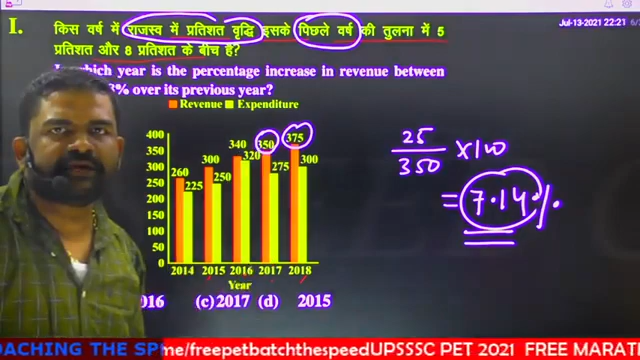 Jul-13-2021 22:21
I. किस वर्ष में राजस्व में प्रतिशत वृद्धि इसके पिछले वर्ष की तुलना में 5
प्रतिशत और 8 प्रतिशत के बीच है?
which year is the percentage increase in revenue between
8% over its previous year?
Revenue Expenditure
400
350
300
250
200
150
100
50
0
260 225 300 250 340 320 350 275 375 300
2014 2015 2016 2017 2018
Year
2016 (c) 2017 (d) 2015
25
350 ×100
= 7.14%
OACHING THE SP me/freepetbatchthespeedUPSSSC PET 2021 FREE MARAT